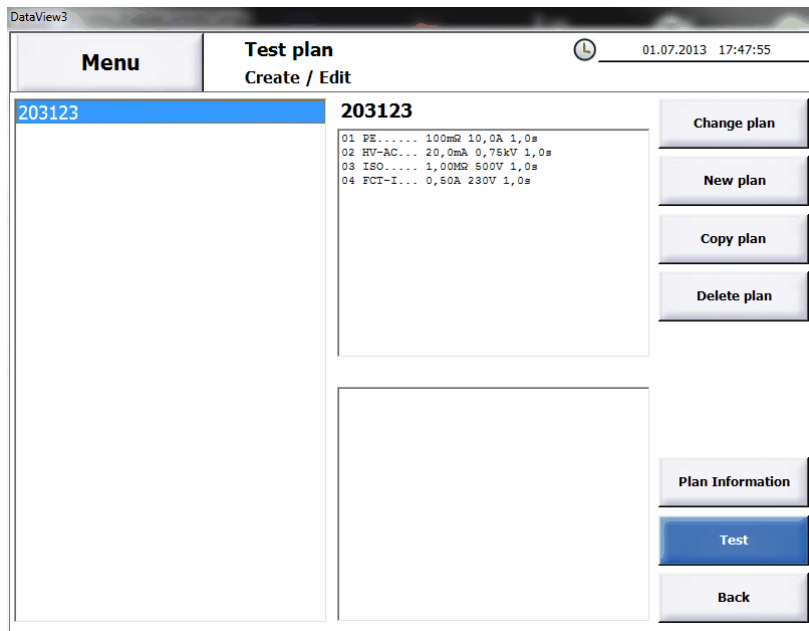 DataView3
Menu
Test plan
Create / Edit
01.07.2013 17:47:55
203123
203123
01 PE...... 100mΩ 10,0A 1,0s
02 HV-AC... 20,0mA 0,75kV 1,0s
03 ISO..... 1,00MΩ 500V 1,0s
04 FCT-I... 0,50A 230V 1,0s
Change plan
New plan
Copy plan
Delete plan
Plan Information
Test
Back